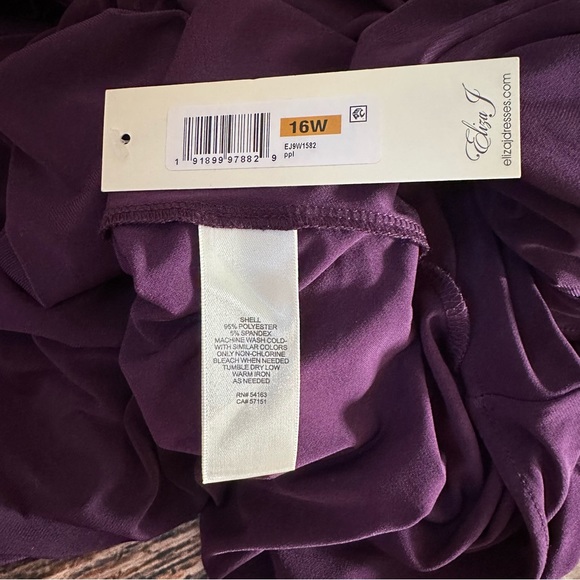 16W
1 91899 97882 9
EJ9W1582
ppl
Eliza J
elizajdresses.com
SHELL
95% POLYESTER
5% SPANDEX
MACHINE WASH COLD-
WITH SIMILAR COLORS
ONLY NON-CHLORINE
BLEACH WHEN NEEDED
TUMBLE DRY LOW
WARM IRON
AS NEEDED
RN# 54163
CA# 57151